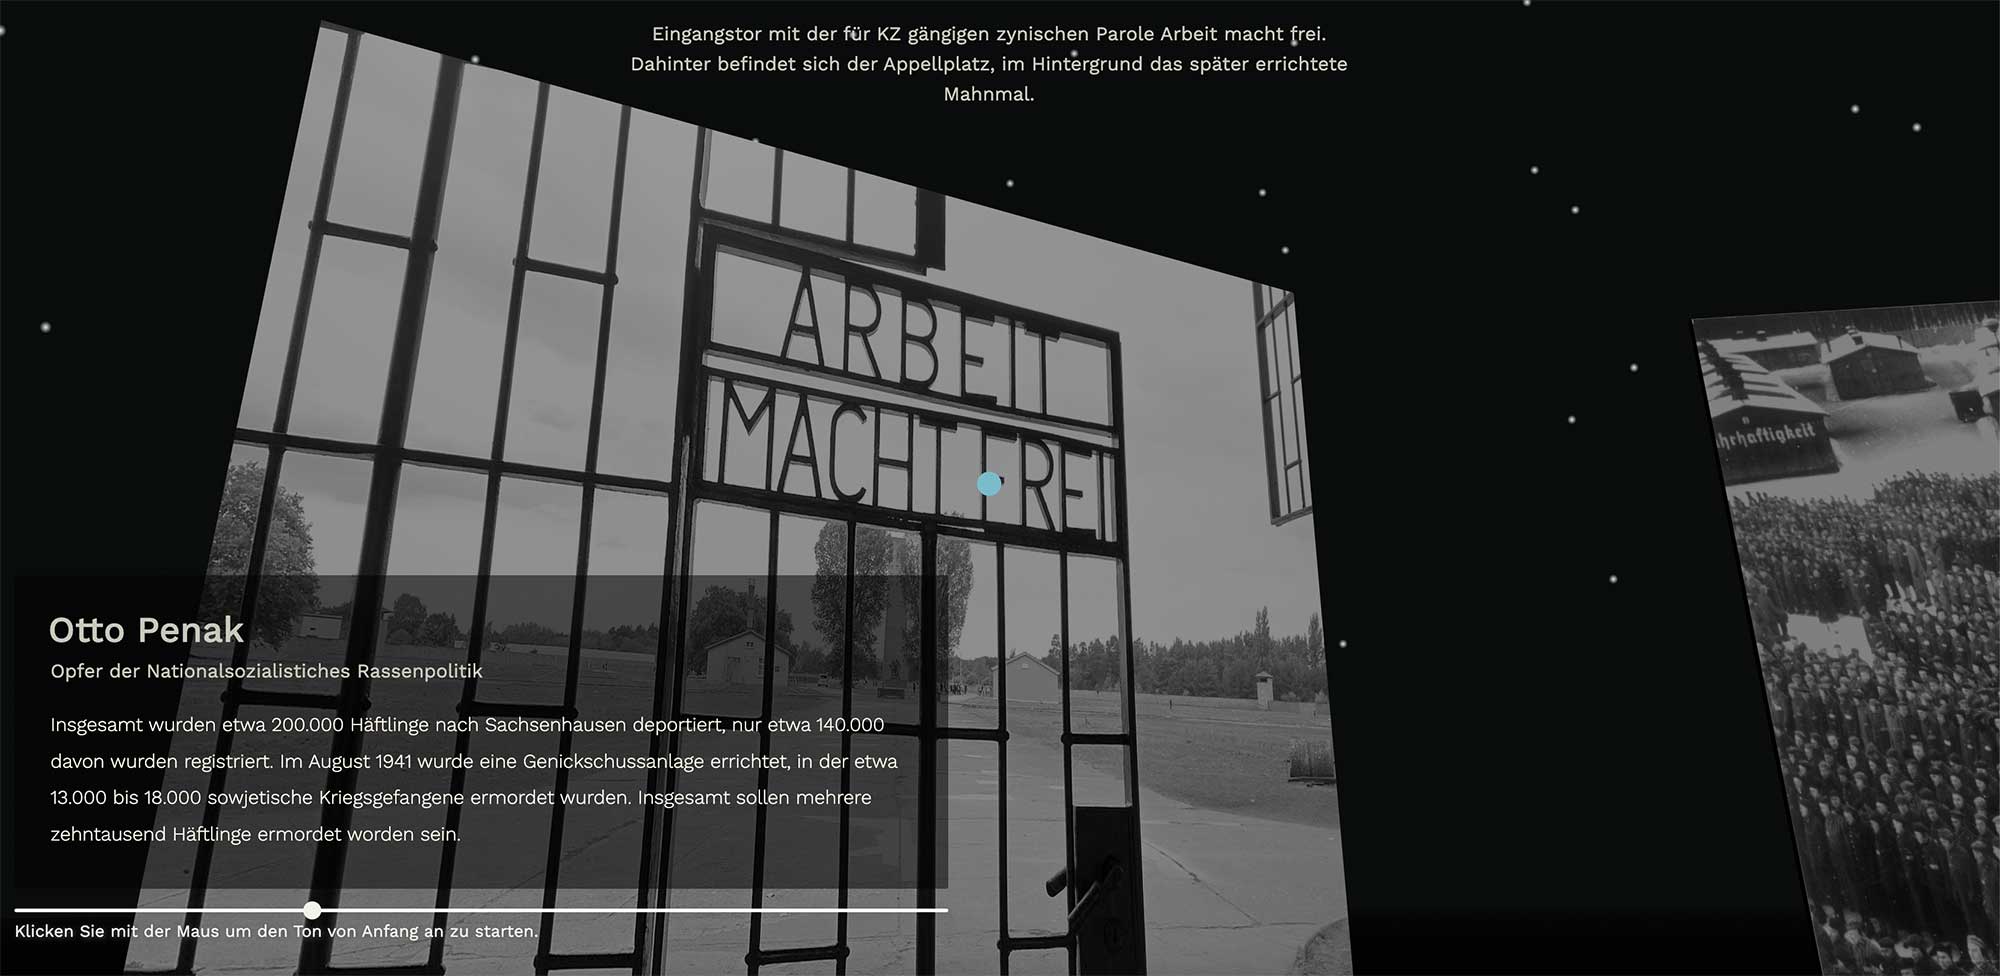 Eingangstor mit der für KZ gängigen zynischen Parole Arbeit macht frei.
Dahinter befindet sich der Appellplatz, im Hintergrund das später errichtete
Mahnmal.
ARBEIT
MACHT FREI
hrhaftigkeit
Otto Penak
Opfer der Nationalsozialistiches Rassenpolitik
Insgesamt wurden etwa 200.000 Häftlinge nach Sachsenhausen deportiert, nur etwa 140.000
davon wurden registriert. Im August 1941 wurde eine Genickschussanlage errichtet, in der etwa
13.000 bis 18.000 sowjetische Kriegsgefangene ermordet wurden. Insgesamt sollen mehrere
zehntausend Häftlinge ermordet worden sein.
Klicken Sie mit der Maus um den Ton von Anfang an zu starten.